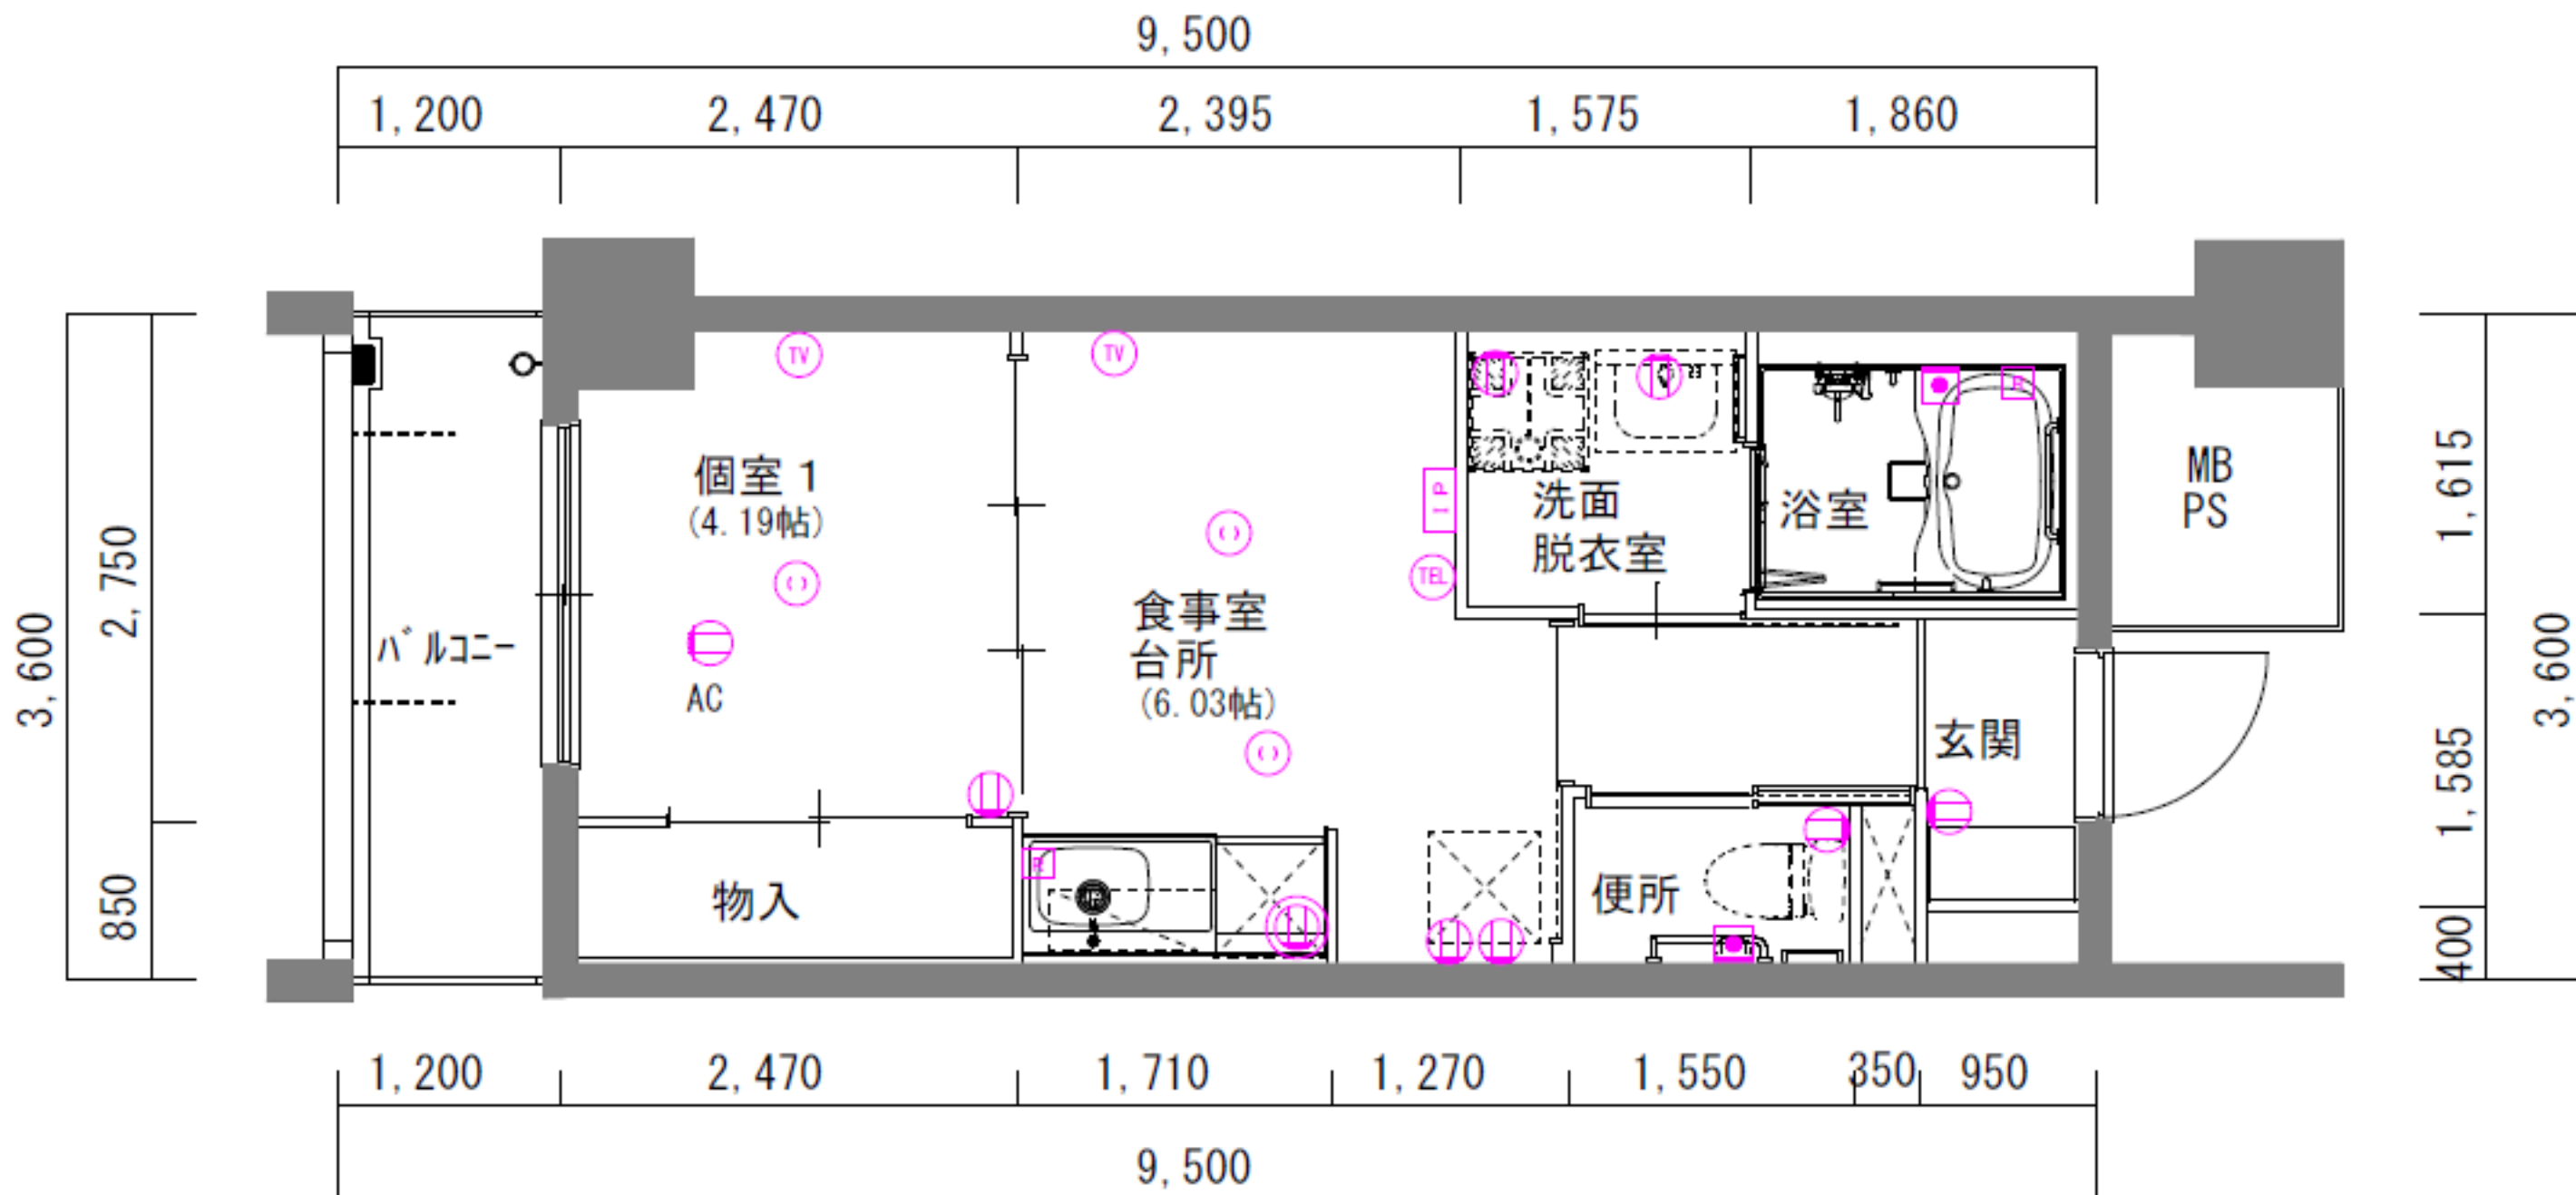 9,500
1,200
2,470
2,395
1,575
1,860
TV
TV
R
個室1
(4.19帖)
AC
ﾊﾞﾙｺﾆｰ
食事室
台所
(6.03帖)
IP
TEL
洗面
脱衣室
浴室
MB
PS
玄関
物入
R
便所
3,600
2,750
850
1,615
1,585
400
3,600
1,200
2,470
1,710
1,270
1,550
350
950
9,500